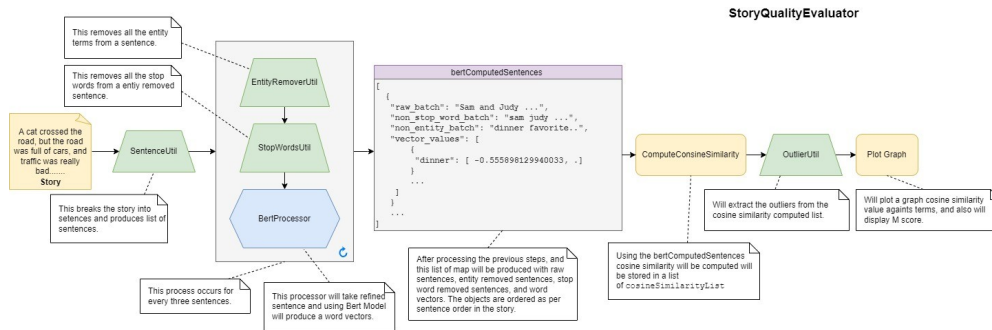 StoryQualityEvaluator
This removes all the entity
terms from a sentence.
This removes all the stop
words from a entiy removed
sentence.
A cat crossed the
road, but the road
was full of cars, and
traffic was really
bad.......
Story
SentenceUtil
This breaks the story into
setences and produces list of
sentences.
EntityRemoverUtil
StopWordsUtil
BertProcessor
This process occurs for
every three sentences.
This processor will take refined
sentence and using Bert Model
will produce a word vectors.
bertComputedSentences
[
{
"raw_batch": "Sam and Judy ...",
"non_stop_word_batch": "sam judy ...",
"non_entity_batch": "dinner favorite..",
"vector_values": [
{
"dinner": [ -0.555898129940033, .]
}
...
]
}
...
]
After processing the previous steps, and
this list of map will be produced with raw
sentences, entity removed sentences, stop
word removed sentences, and word
vectors. The objects are ordered as per
sentence order in the story.
ComputeConsineSimilarity
Using the bertComputedSentences
cosine similarity will be computed will
be stored in a list
of cosineSimilarityList
OutlierUtil
Will extract the outliers from the
cosine similarity computed list.
Plot Graph
Will plot a graph cosine similarity
value againts terms, and also will
display M score.